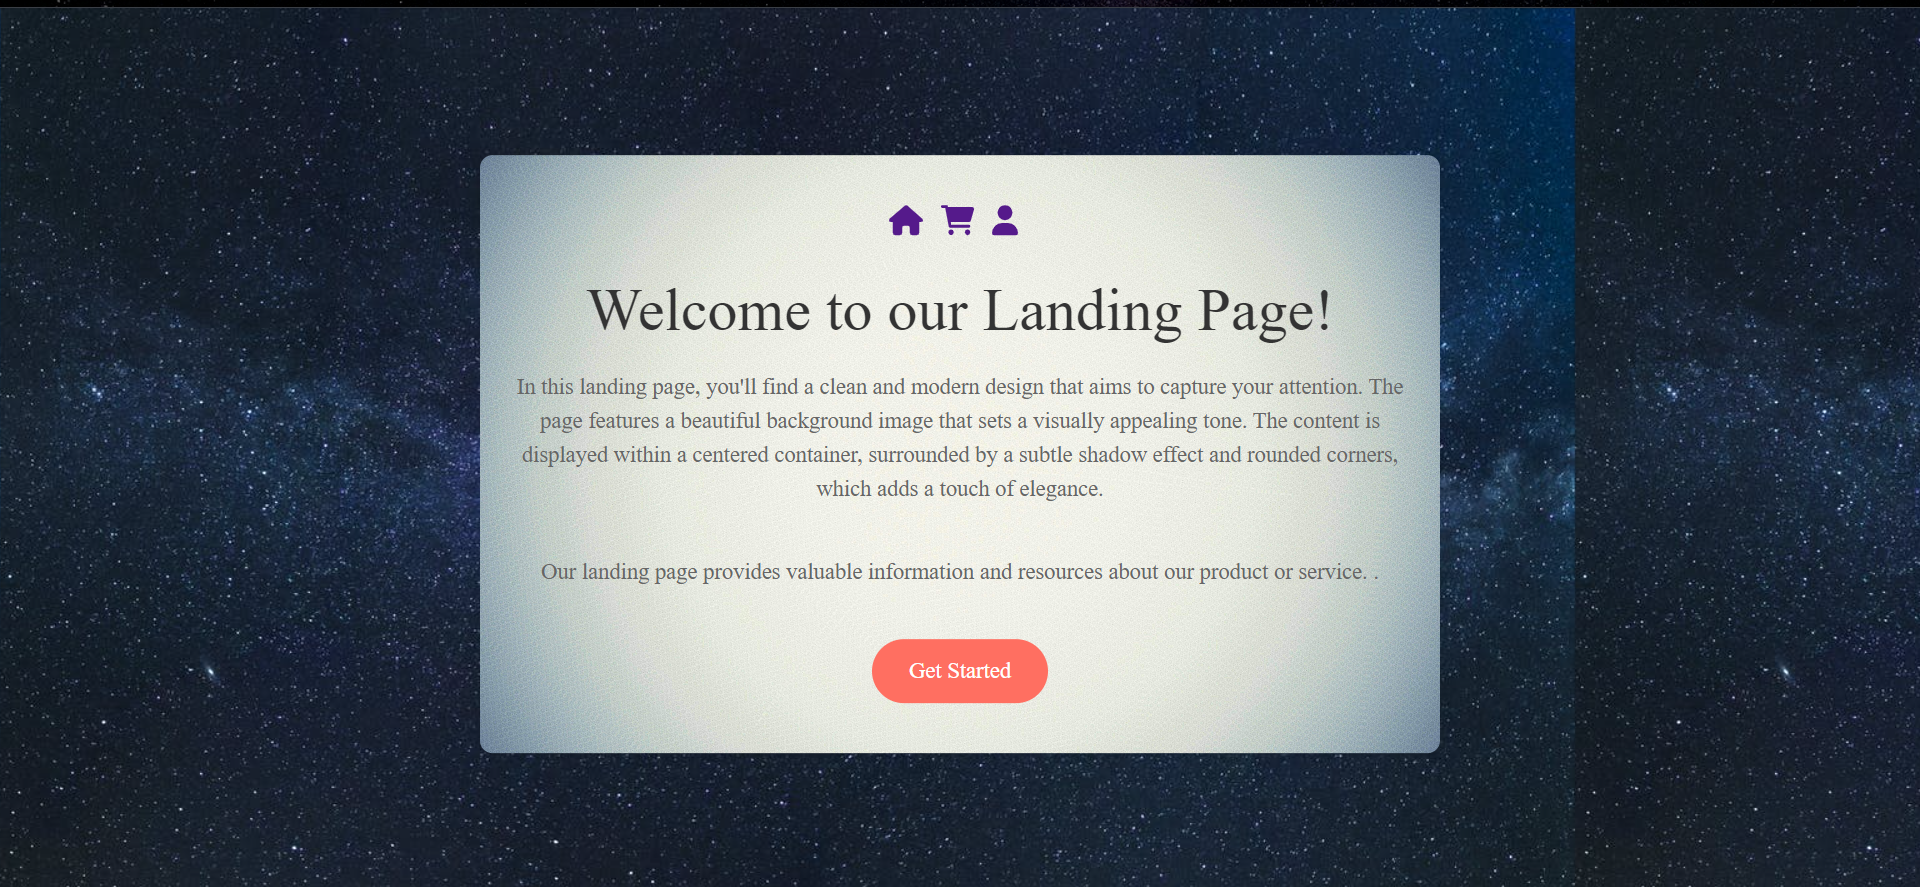 Welcome to our Landing Page!
In this landing page, you'll find a clean and modern design that aims to capture your attention. The
page features a beautiful background image that sets a visually appealing tone. The content is
displayed within a centered container, surrounded by a subtle shadow effect and rounded corners,
which adds a touch of elegance.
Our landing page provides valuable information and resources about our product or service. .
Get Started